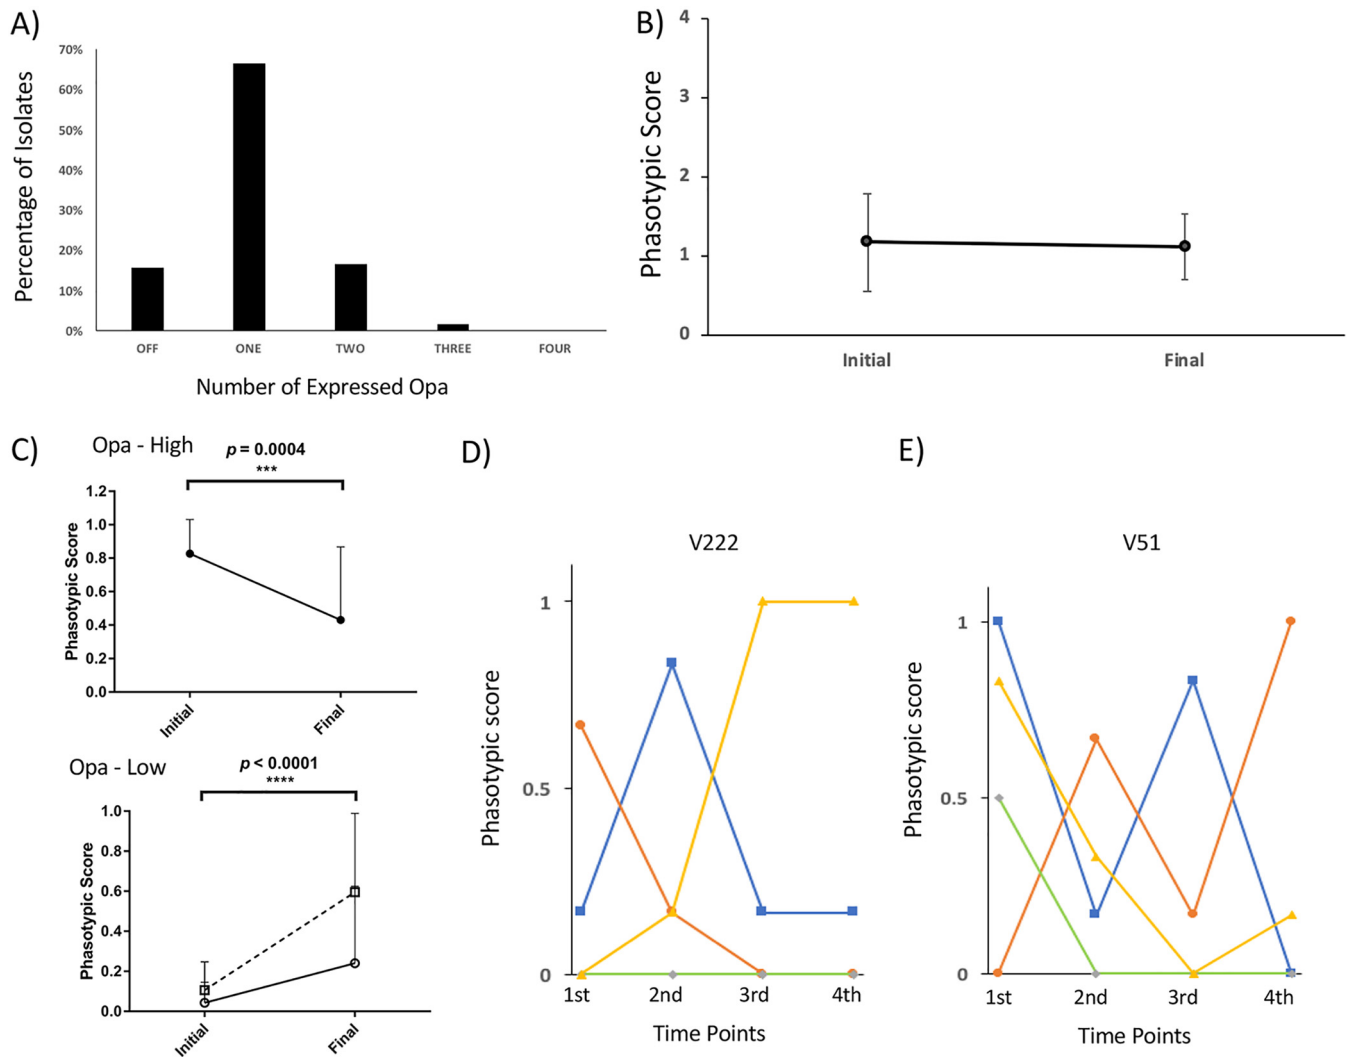 A)
70%
60%
50%
40%
30%
20%
10%
0%
Percentage of Isolates
OFF ONE TWO THREE FOUR
Number of Expressed Opa
B)
4
3
2
1
0
Phasotypic Score
Initial Final
C)
Opa - High
p = 0.0004
***
1.2
1.0
0.8
0.6
0.4
0.2
0.0
Phasotypic Score
Initial Final
Opa - Low
p < 0.0001
****
1.0
0.8
0.6
0.4
0.2
0.0
Phasotypic Score
Initial Final
D)
V222
1
0.5
0
Phasotypic score
1st 2nd 3rd 4th
Time Points
E)
V51
1
0.5
0
Phasotypic score
1st 2nd 3rd 4th
Time Points